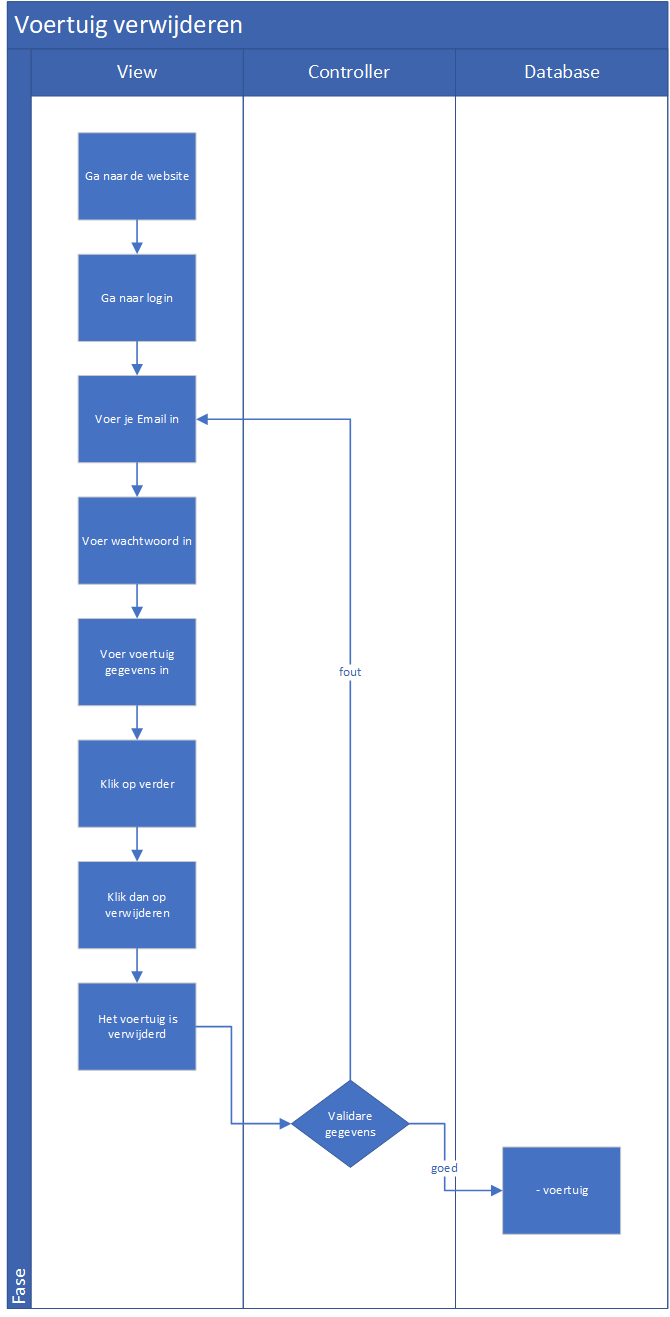 Voertuig verwijderen
View
Controller
Database
Ga naar de website
Ga naar login
Voer je Email in
Voer wachtwoord in
Voer voertuig
gegevens in
fout
Klik op verder
Klik dan op
verwijderen
Het voertuig is
verwijderd
Validare
gegevens
goed
- voertuig
Fase